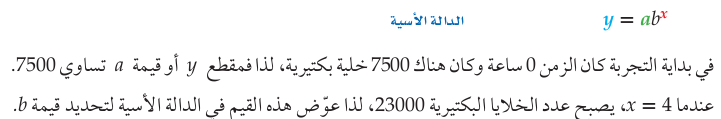 الدالة الأسية y = abˣ
في بداية التجربة كان الزمن 0 ساعة وكان هناك 7500 خلية بكتيرية، لذا فمقطع y أو قيمة a تساوي 7500.
عندما x = 4، يصبح عدد الخلايا البكتيرية 23000، لذا عوّض هذه القيم في الدالة الأسية لتحديد قيمة b.